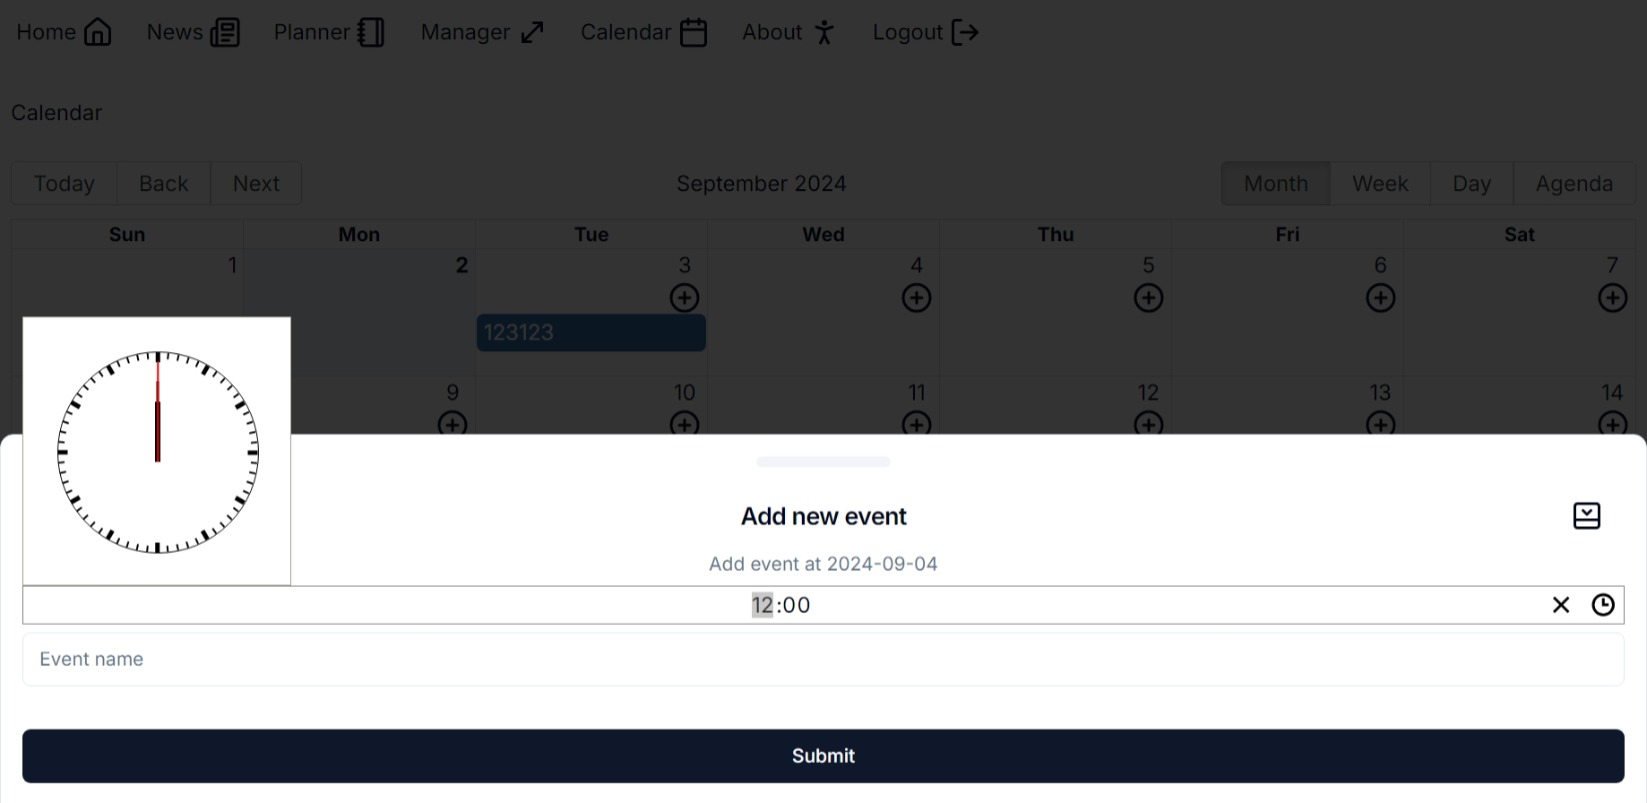 Home News Planner Manager Calendar About Logout
Calendar
Today Back Next September 2024 Month Week Day Agenda
Sun Mon Tue Wed Thu Fri Sat
1 2 3 4 5 6 7
123123
9 10 11 12 13 14
Add new event
Add event at 2024-09-04
12:00
Event name
Submit